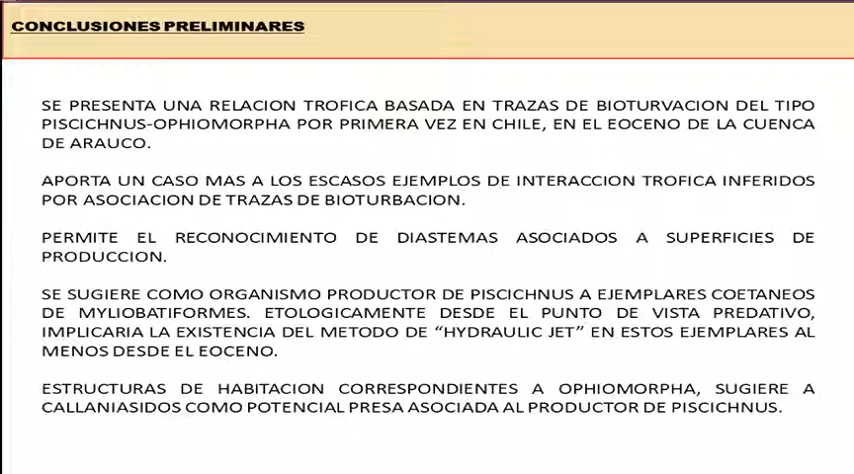 CONCLUSIONES PRELIMINARES
SE PRESENTA UNA RELACION TROFICA BASADA EN TRAZAS DE BIOTURVACION DEL TIPO
PISCICHNUS-OPHIOMORPHA POR PRIMERA VEZ EN CHILE, EN EL EOCENO DE LA CUENCA
DE ARAUCO.
APORTA UN CASO MAS A LOS ESCASOS EJEMPLOS DE INTERACCION TROFICA INFERIDOS
POR ASOCIACION DE TRAZAS DE BIOTURBACION.
PERMITE EL RECONOCIMIENTO DE DIASTEMAS ASOCIADOS A SUPERFICIES DE
PRODUCCION.
SE SUGIERE COMO ORGANISMO PRODUCTOR DE PISCICHNUS A EJEMPLARES COETANEOS
DE MYLIOBATIFORMES. ETOLOGICAMENTE DESDE EL PUNTO DE VISTA PREDATIVO,
IMPLICARIA LA EXISTENCIA DEL METODO DE “HYDRAULIC JET” EN ESTOS EJEMPLARES AL
MENOS DESDE EL EOCENO.
ESTRUCTURAS DE HABITACION CORRESPONDIENTES A OPHIOMORPHA, SUGIERE A
CALLANIASIDOS COMO POTENCIAL PRESA ASOCIADA AL PRODUCTOR DE PISCICHNUS.